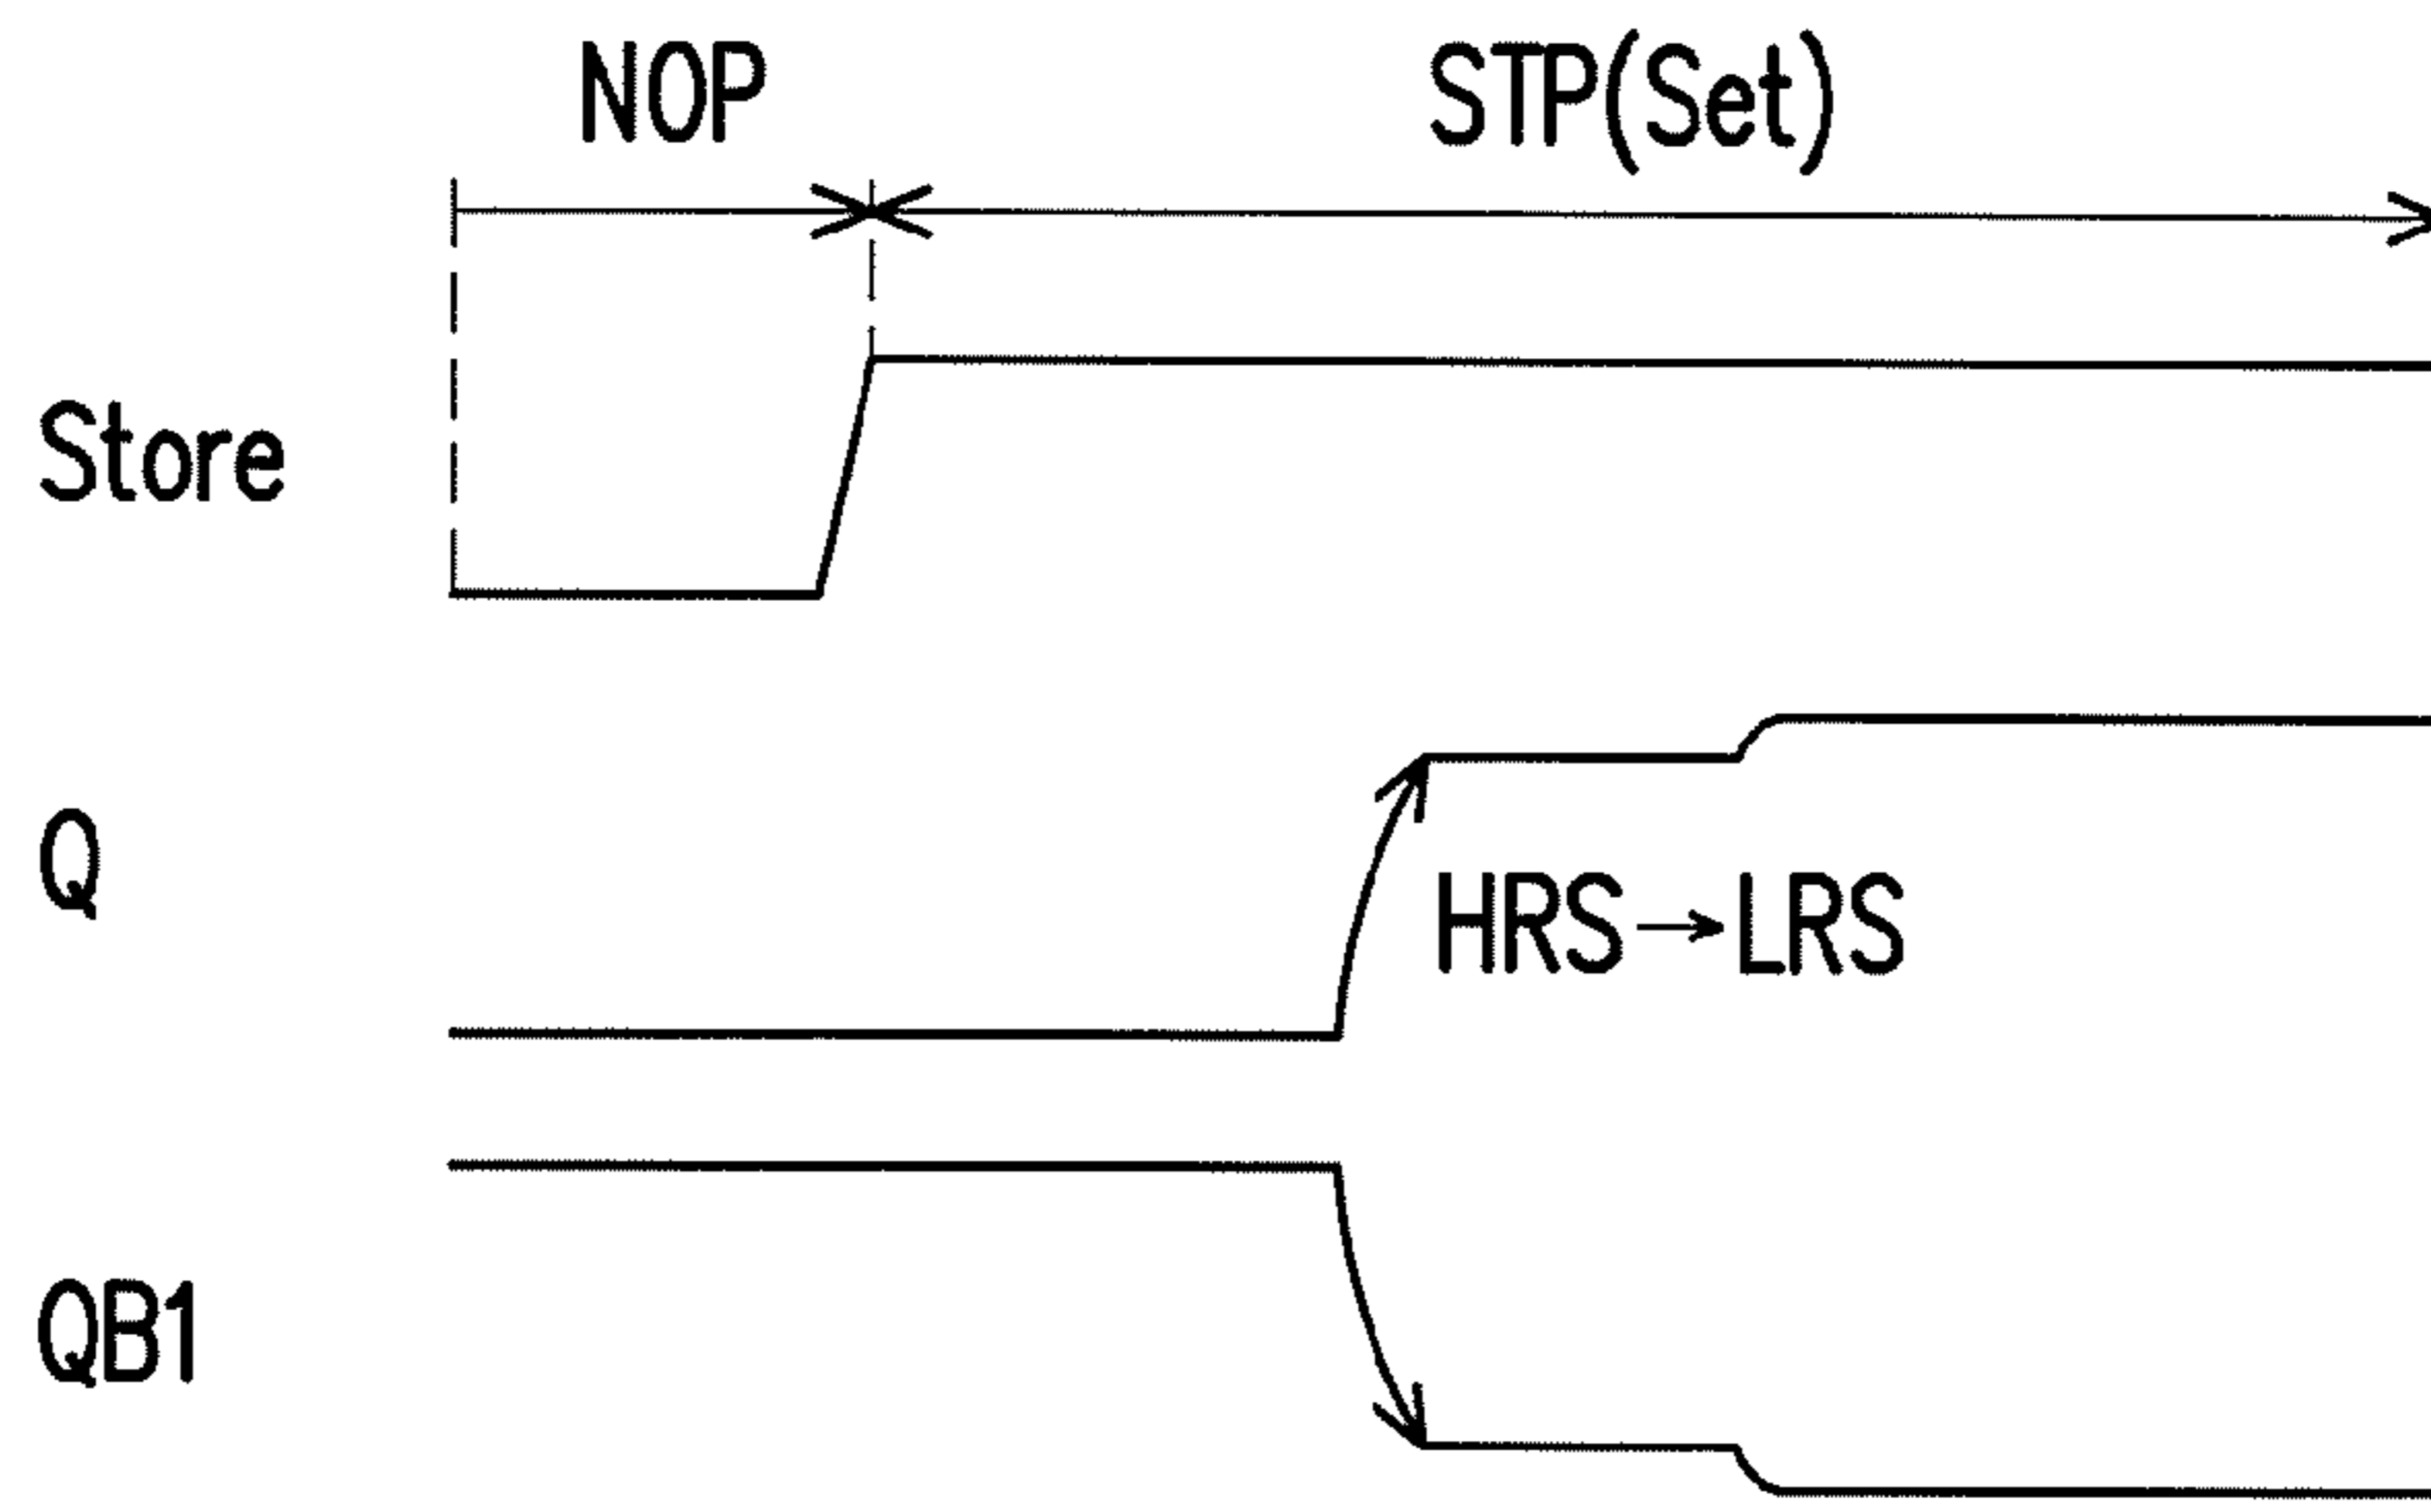 NOP STP(Set)
Store
Q
HRS→LRS
QB1